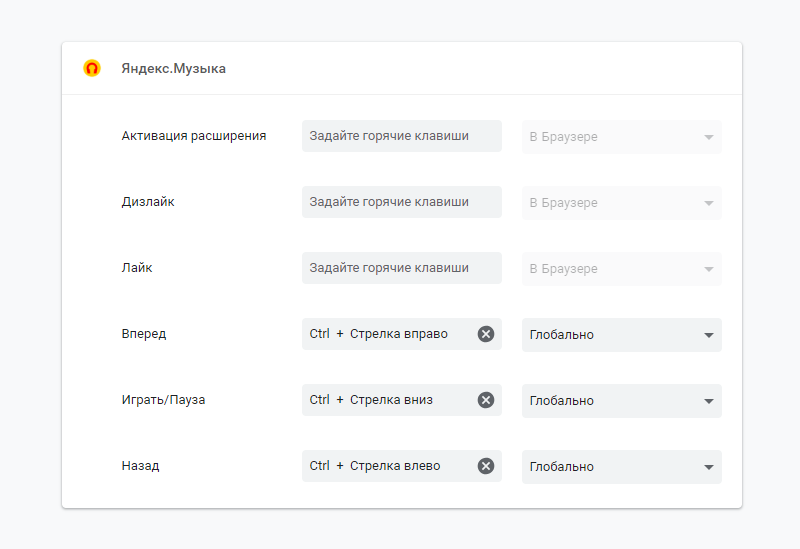 Яндекс.Музыка
Активация расширения Задайте горячие клавиши В Браузере
Дизлайк Задайте горячие клавиши В Браузере
Лайк Задайте горячие клавиши В Браузере
Вперед Ctrl + Стрелка вправо Глобально
Играть/Пауза Ctrl + Стрелка вниз Глобально
Назад Ctrl + Стрелка влево Глобально